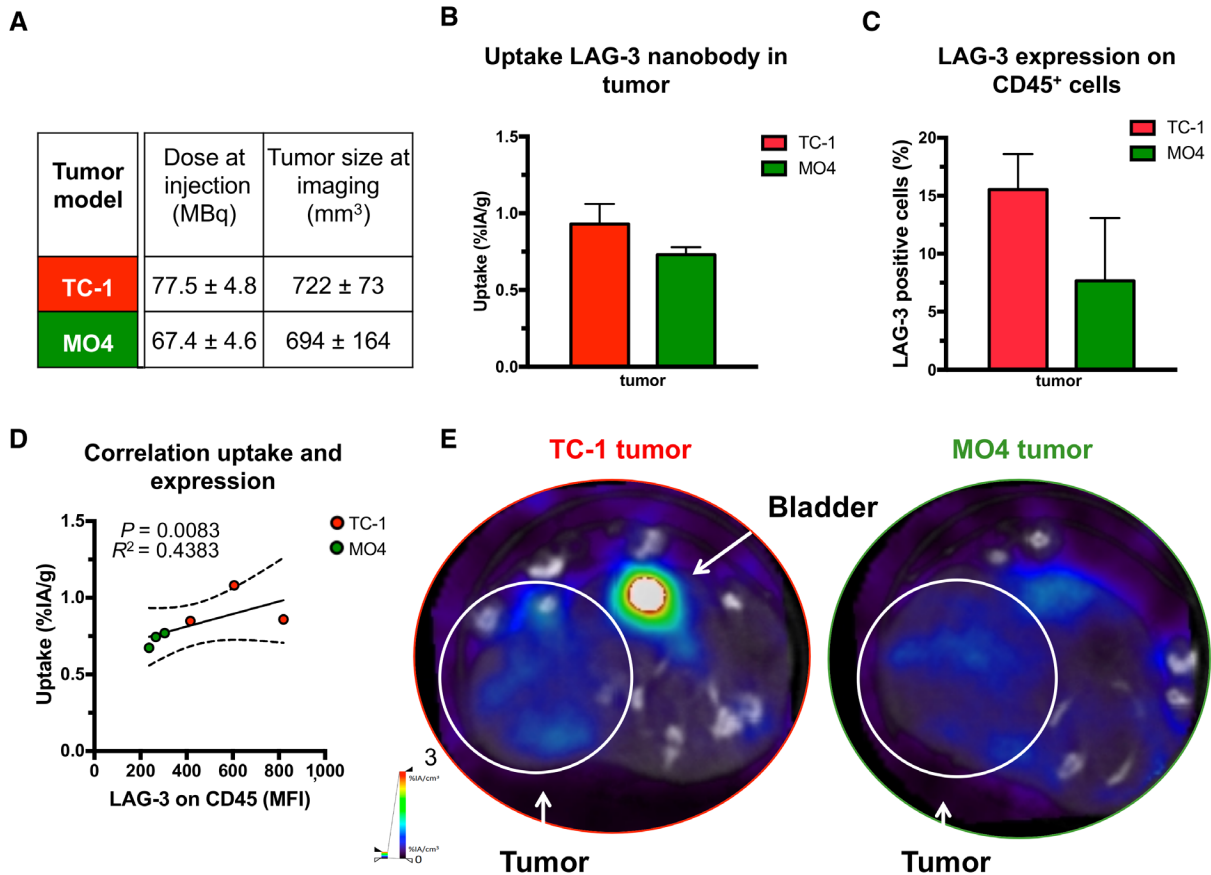 A
Tumor model
Dose at injection (MBq)
Tumor size at imaging (mm³)
TC-1
77.5 ± 4.8
722 ± 73
MO4
67.4 ± 4.6
694 ± 164
B
Uptake LAG-3 nanobody in
tumor
TC-1
MO4
Uptake (%IA/g)
1.5
1.0
0.5
0.0
tumor
C
LAG-3 expression on
CD45⁺ cells
TC-1
MO4
LAG-3 positive cells (%)
20
15
10
5
0
tumor
D
Correlation uptake and
expression
P = 0.0083
R² = 0.4383
TC-1
MO4
Uptake (%IA/g)
1.5
1.0
0.5
0.0
0 200 400 600 800 1,000
LAG-3 on CD45 (MFI)
E
TC-1 tumor
MO4 tumor
Bladder
3
%IA/cm³
%IA/cm³
0
Tumor
Tumor